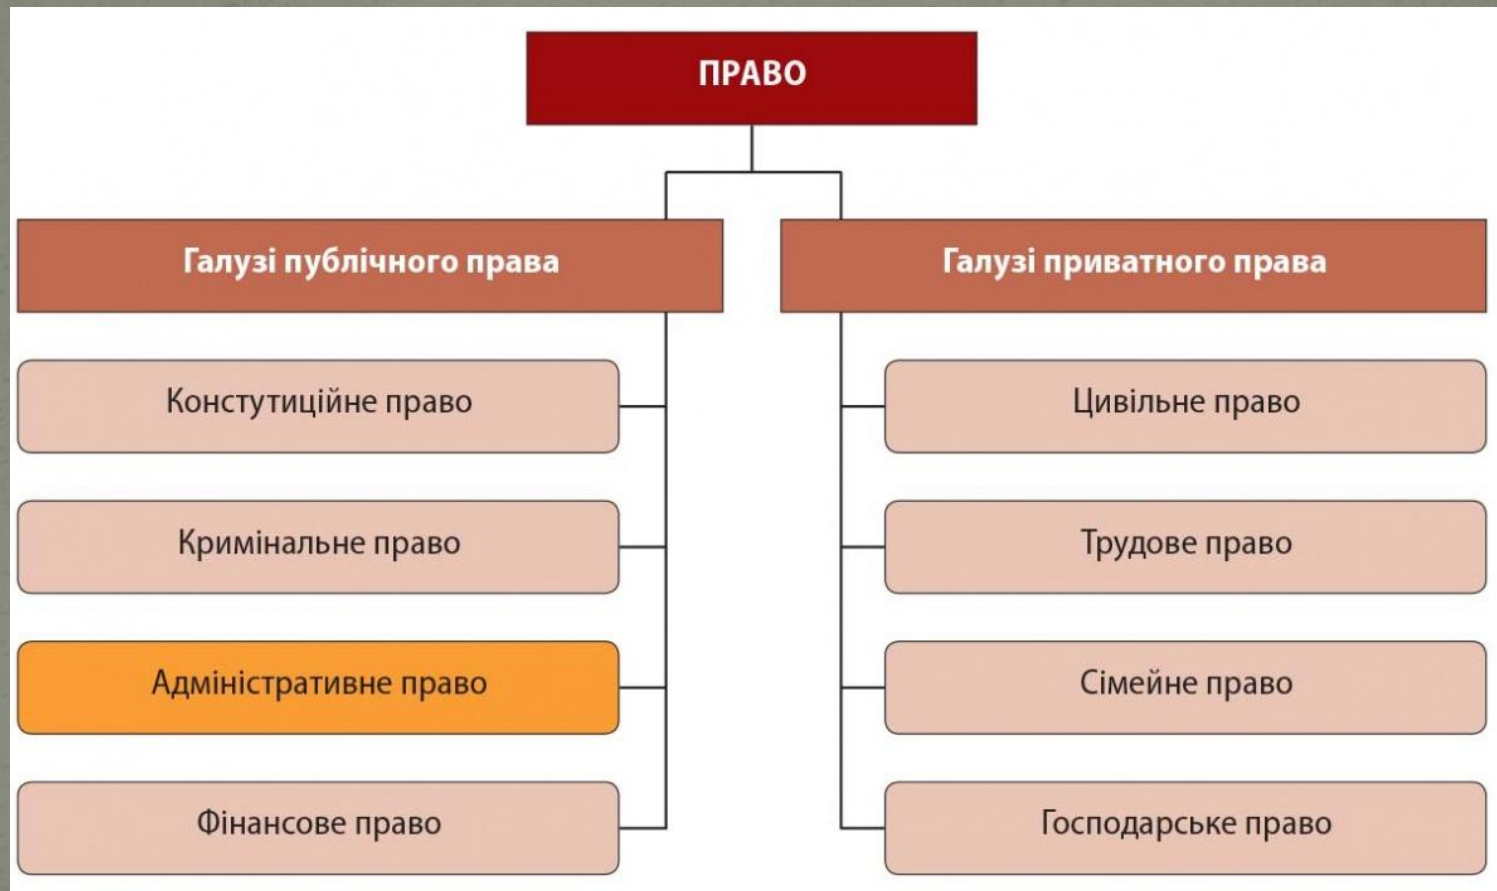 ПРАВО
Галузі публічного права
Галузі приватного права
Констутиційне право
Цивільне право
Кримінальне право
Трудове право
Адміністративне право
Сімейне право
Фінансове право
Господарське право